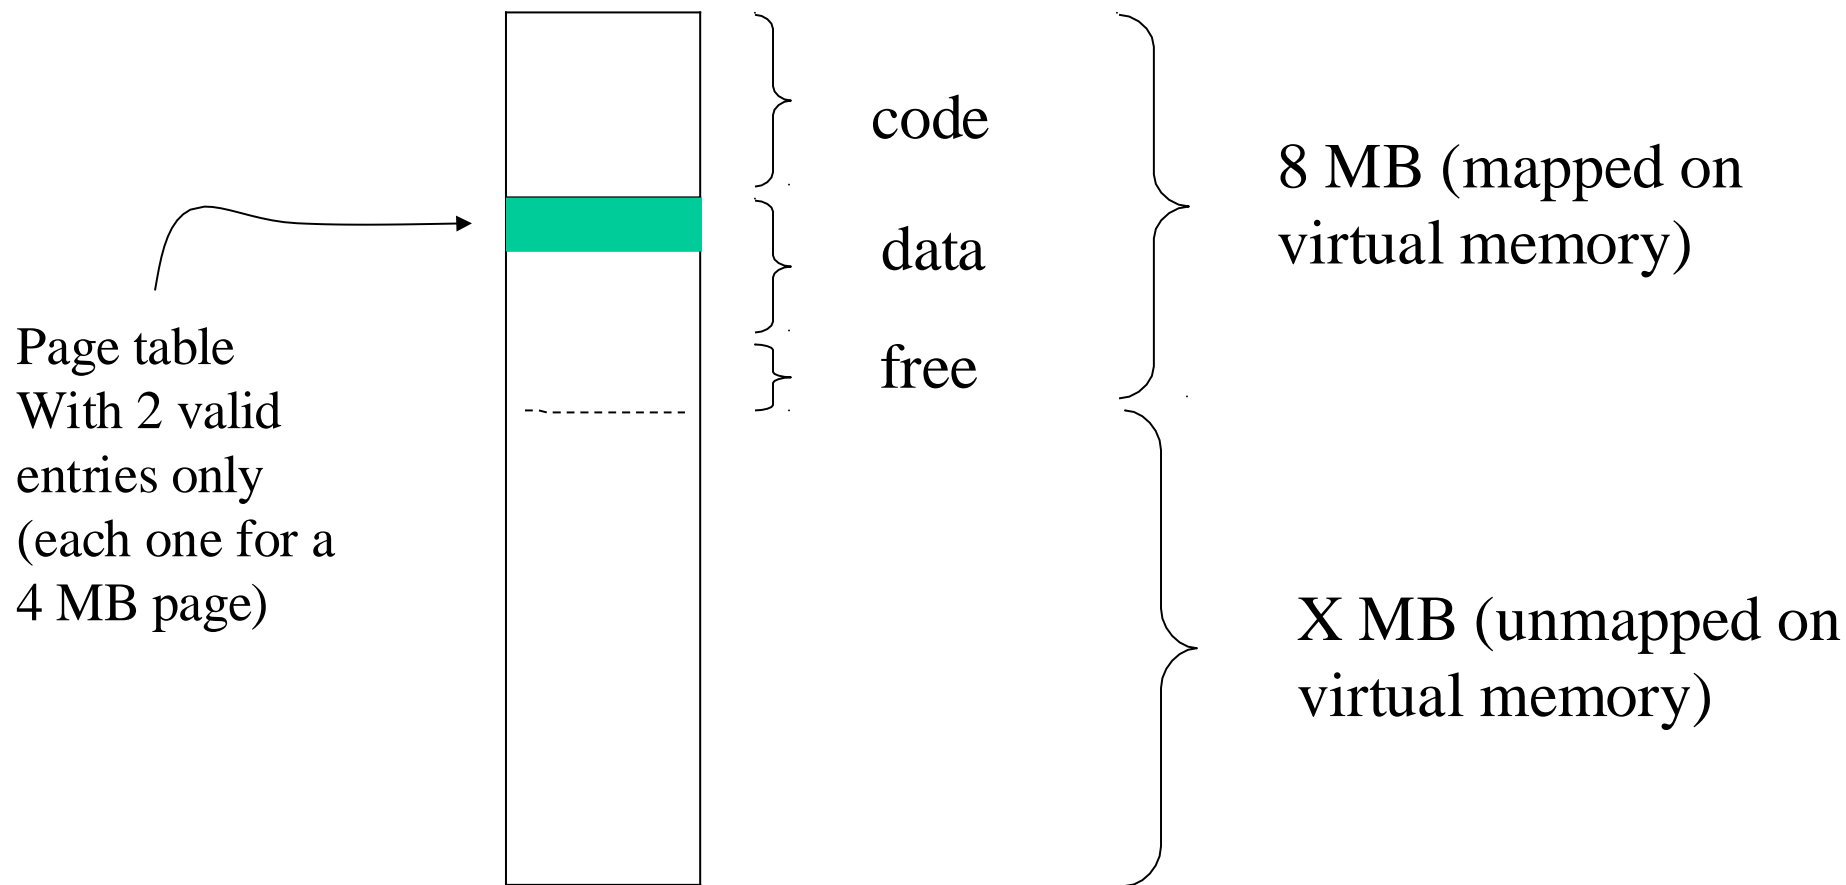 code
8 MB (mapped on
virtual memory)
data
Page table
With 2 valid
entries only
(each one for a
4 MB page)
free
X MB (unmapped on
virtual memory)